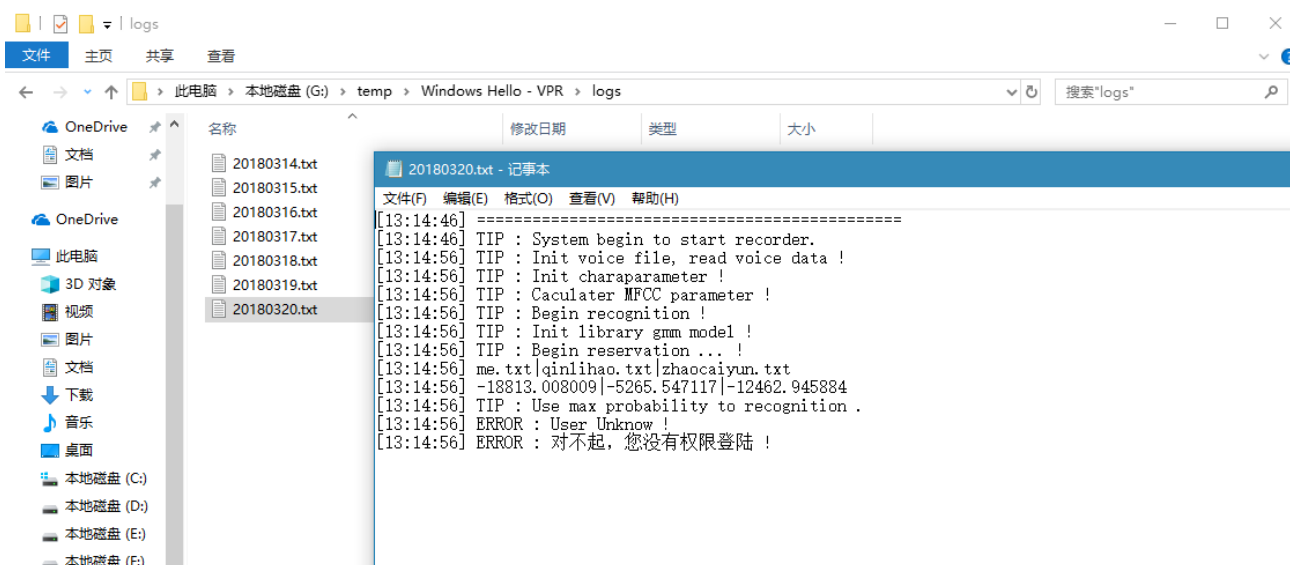 logs
文件 主页 共享 查看
此电脑 › 本地磁盘 (G:) › temp › Windows Hello - VPR › logs
搜索"logs"
OneDrive
文档
图片
OneDrive
此电脑
3D 对象
视频
图片
文档
下载
音乐
桌面
本地磁盘 (C:)
本地磁盘 (D:)
本地磁盘 (E:)
本地磁盘 (F:)
名称 修改日期 类型 大小
20180314.txt
20180315.txt
20180316.txt
20180317.txt
20180318.txt
20180319.txt
20180320.txt
20180320.txt - 记事本
文件(F) 编辑(E) 格式(O) 查看(V) 帮助(H)
[13:14:46] ==============================================
[13:14:46] TIP : System begin to start recorder.
[13:14:56] TIP : Init voice file, read voice data !
[13:14:56] TIP : Init charaparameter !
[13:14:56] TIP : Caculater MFCC parameter !
[13:14:56] TIP : Begin recognition !
[13:14:56] TIP : Init library gmm model !
[13:14:56] TIP : Begin reservation ... !
[13:14:56] me.txt|qinlihao.txt|zhaocaiyun.txt
[13:14:56] -18813.008009|-5265.547117|-12462.945884
[13:14:56] TIP : Use max probability to recognition .
[13:14:56] ERROR : User Unknow !
[13:14:56] ERROR : 对不起，您没有权限登陆 !